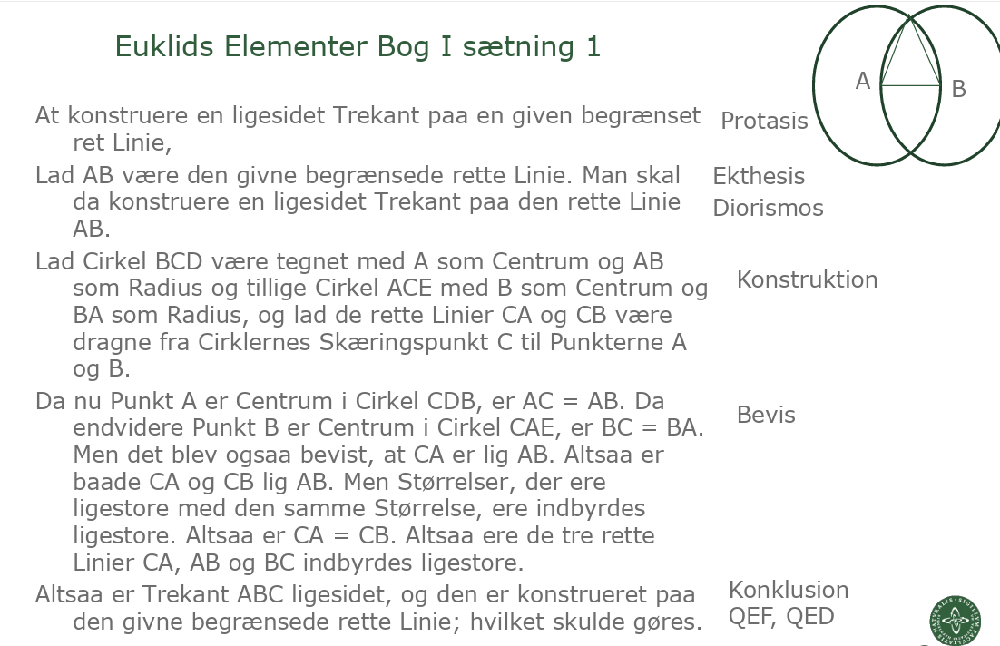 Euklids Elementer Bog I sætning 1
A
B
At konstruere en ligesidet Trekant paa en given begrænset
ret Linie,
Protasis
Lad AB være den givne begrænsede rette Linie. Man skal
da konstruere en ligesidet Trekant paa den rette Linie
AB.
Ekthesis
Diorismos
Lad Cirkel BCD være tegnet med A som Centrum og AB
som Radius og tillige Cirkel ACE med B som Centrum og
BA som Radius, og lad de rette Linier CA og CB være
dragne fra Cirklernes Skæringspunkt C til Punkterne A
og B.
Konstruktion
Da nu Punkt A er Centrum i Cirkel CDB, er AC = AB. Da
endvidere Punkt B er Centrum i Cirkel CAE, er BC = BA.
Men det blev ogsaa bevist, at CA er lig AB. Altsaa er
baade CA og CB lig AB. Men Størrelser, der ere
ligestore med den samme Størrelse, ere indbyrdes
ligestore. Altsaa er CA = CB. Altsaa ere de tre rette
Linier CA, AB og BC indbyrdes ligestore.
Bevis
Altsaa er Trekant ABC ligesidet, og den er konstrueret paa
den givne begrænsede rette Linie; hvilket skulde gøres.
Konklusion
QEF, QED